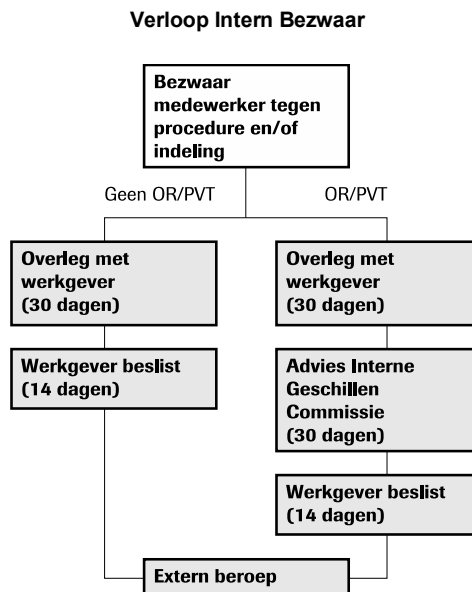 Verloop Intern Bezwaar
Bezwaar
medewerker tegen
procedure en/of
indeling
Geen OR/PVT
OR/PVT
Overleg met
werkgever
(30 dagen)
Overleg met
werkgever
(30 dagen)
Werkgever beslist
(14 dagen)
Advies Interne
Geschillen
Commissie
(30 dagen)
Werkgever beslist
(14 dagen)
Extern beroep